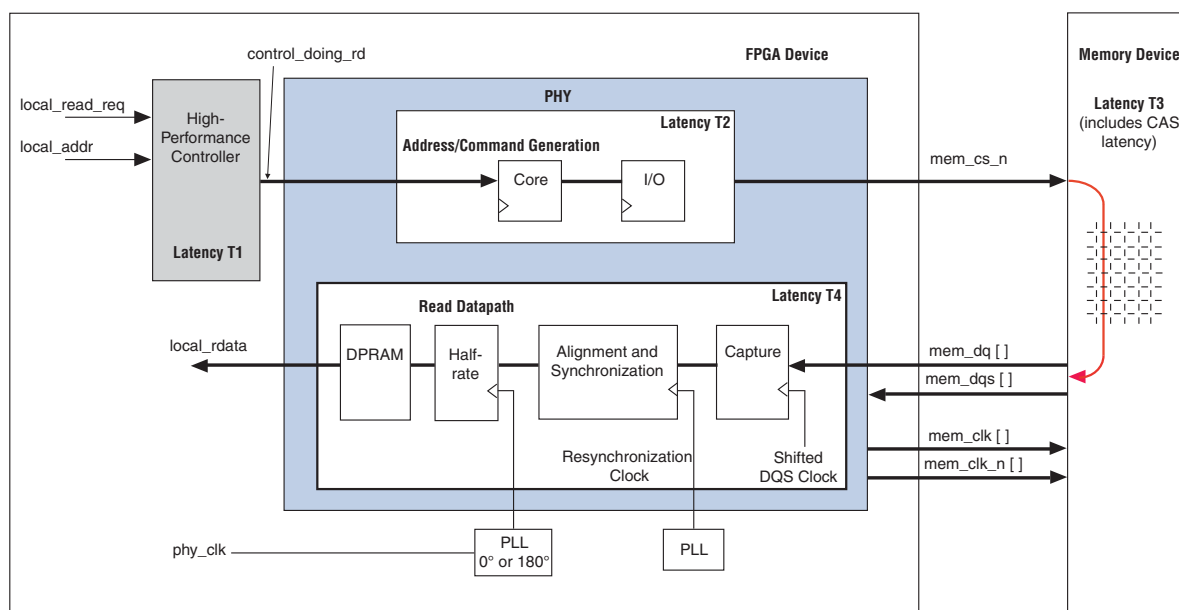 control_doing_rd
FPGA Device
Memory Device
local_read_req
local_addr
High-
Performance
Controller
Latency T1
PHY
Latency T2
Address/Command Generation
Core
I/O
mem_cs_n
Latency T3
(includes CAS
latency)
Latency T4
Read Datapath
local_rdata
DPRAM
Half-
rate
Alignment and
Synchronization
Capture
mem_dq [ ]
mem_dqs [ ]
mem_clk [ ]
mem_clk_n [ ]
Resynchronization
Clock
Shifted
DQS Clock
phy_clk
PLL
0° or 180°
PLL